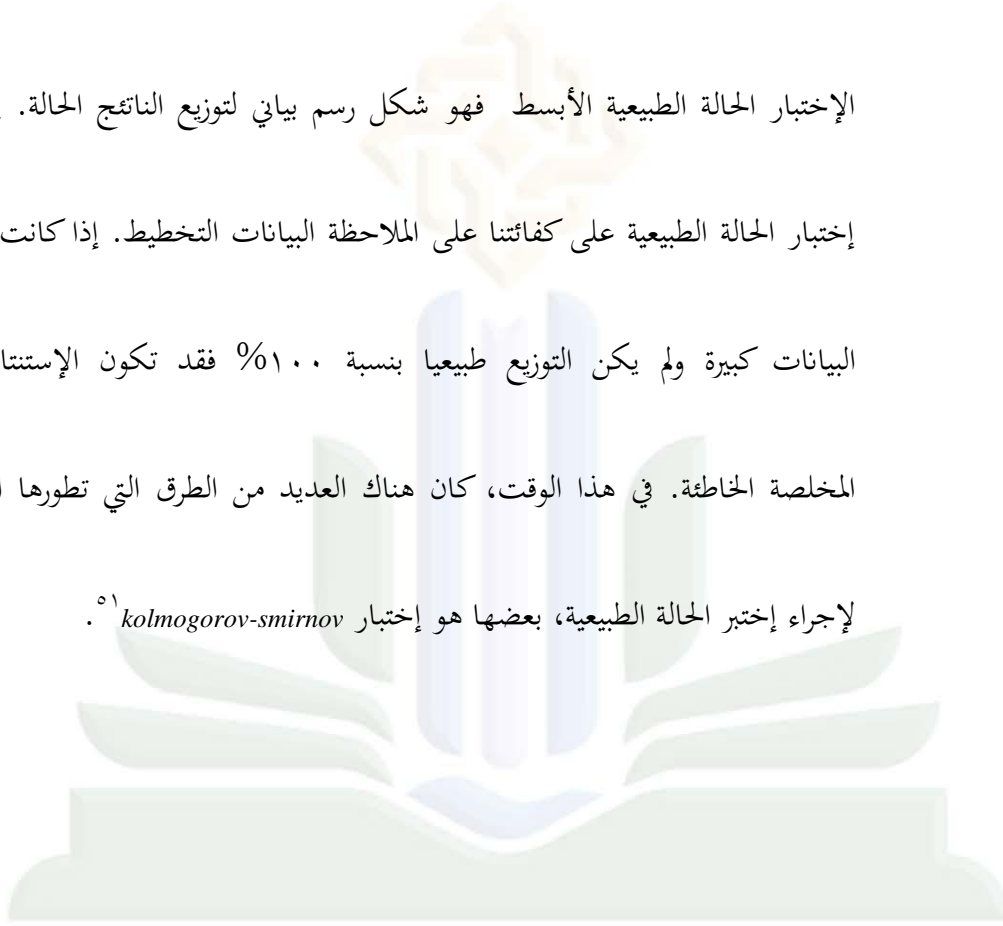 الإختبار الحالة الطبيعية الأبسط فهو شكل رسم بياني لتوزيع الناتئج الحالة.
إختبار الحالة الطبيعية على كفائتنا على الملاحظة البيانات التخطيط. إذا كانت
البيانات كبيرة ولم يكن التوزيع طبيعيا بنسبة ١٠٠% فقد تكون الإستنتا
المخلصة الخاطئة. في هذا الوقت، كان هناك العديد من الطرق التي تطورها ا
لإجراء إختبر الحالة الطبيعية، بعضها هو إختبار kolmogorov-smirnov٥١.